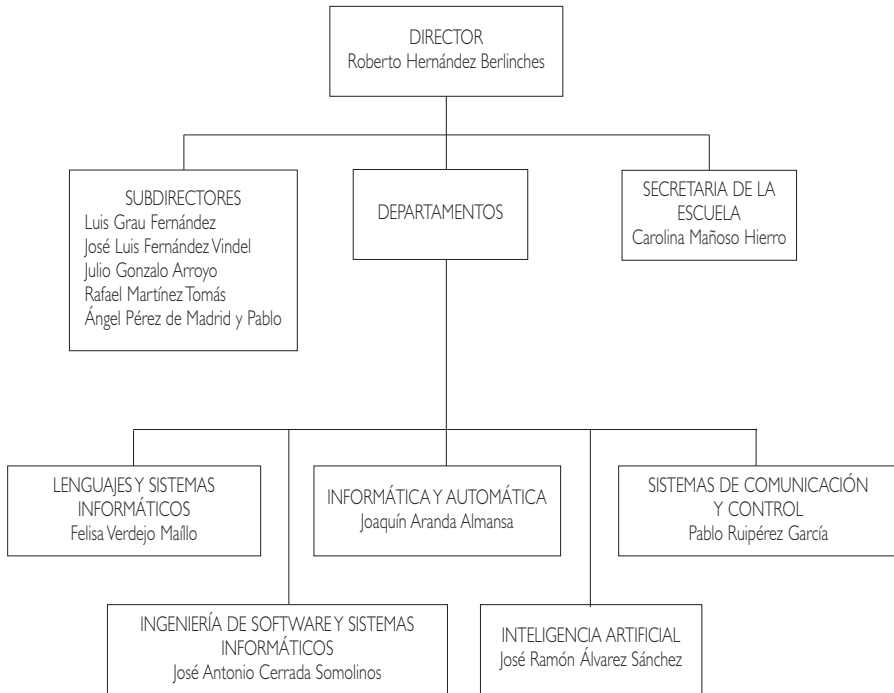 DIRECTOR
Roberto Hernández Berlinches
SUBDIRECTORES
Luis Grau Fernández
José Luis Fernández Vindel
Julio Gonzalo Arroyo
Rafael Martínez Tomás
Ángel Pérez de Madrid y Pablo
DEPARTAMENTOS
SECRETARIA DE LA
ESCUELA
Carolina Mañoso Hierro
LENGUAJES Y SISTEMAS
INFORMÁTICOS
Felisa Verdejo Maíllo
INFORMÁTICA Y AUTOMÁTICA
Joaquín Aranda Almansa
SISTEMAS DE COMUNICACIÓN
Y CONTROL
Pablo Ruipérez García
INGENIERÍA DE SOFTWARE Y SISTEMAS
INFORMÁTICOS
José Antonio Cerrada Somolinos
INTELIGENCIA ARTIFICIAL
José Ramón Álvarez Sánchez